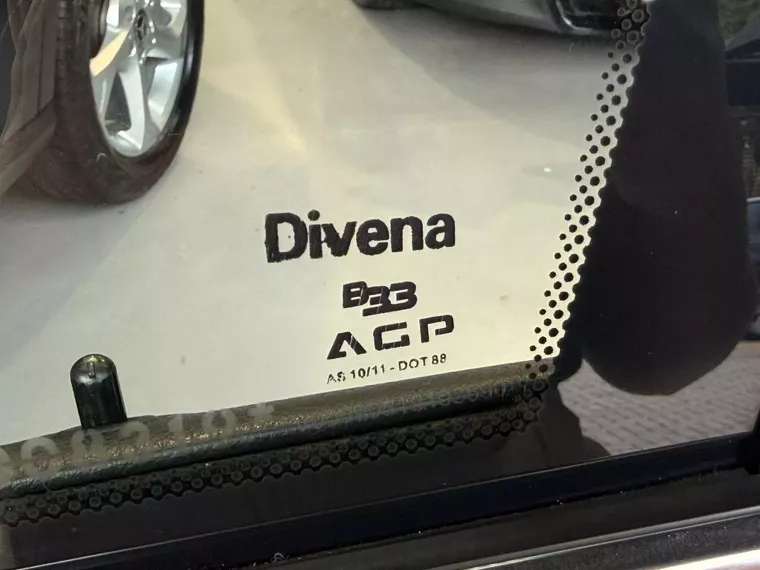 Divena
B33
AGP
AS 10/11 - DOT 88